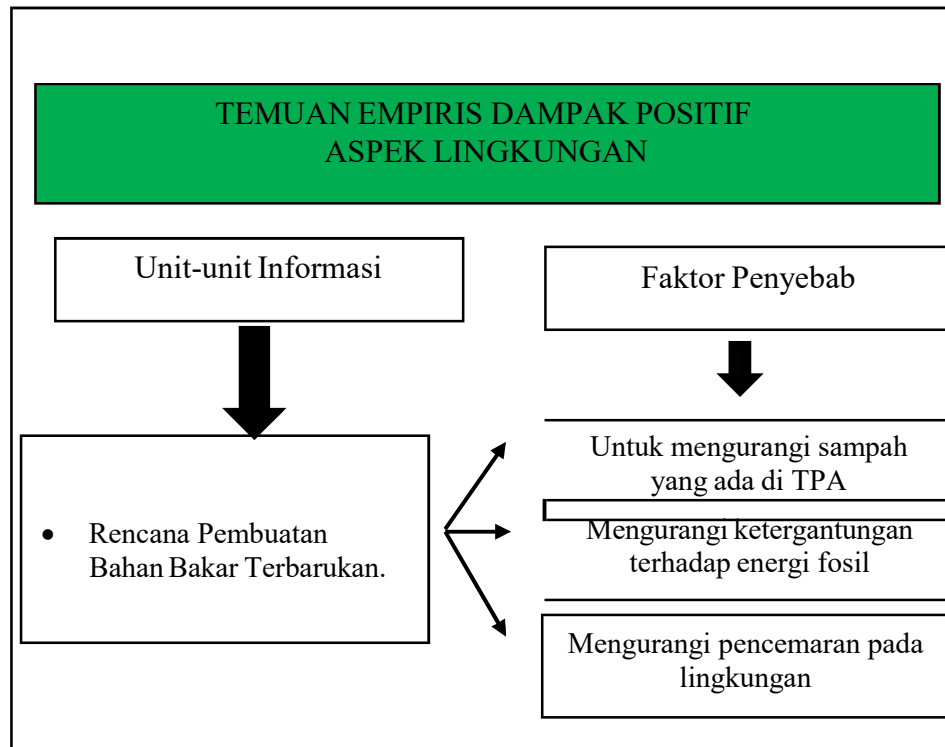 TEMUAN EMPIRIS DAMPAK POSITIF
ASPEK LINGKUNGAN
Unit-unit Informasi
Faktor Penyebab
• Rencana Pembuatan
Bahan Bakar Terbarukan.
Untuk mengurangi sampah
yang ada di TPA
Mengurangi ketergantungan
terhadap energi fosil
Mengurangi pencemaran pada
lingkungan